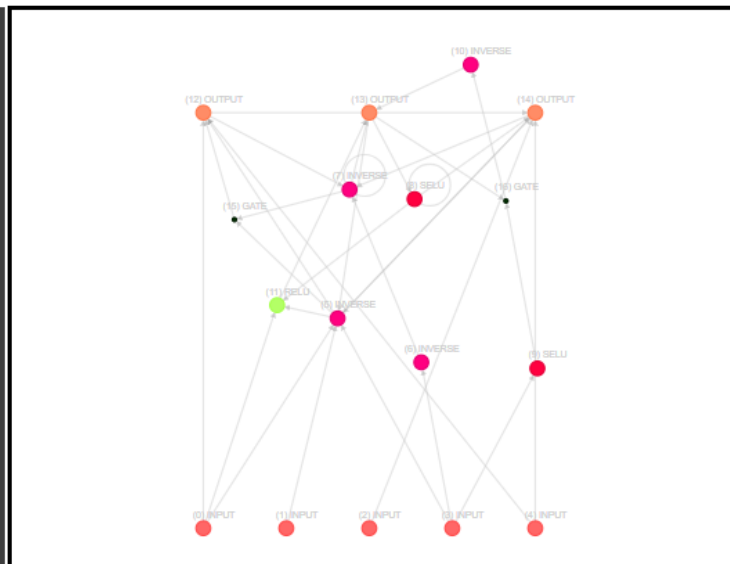 (10) INVERSE
(12) OUTPUT
(13) OUTPUT
(14) OUTPUT
(7) INVERSE
(8) SELU
(16) GATE
(15) GATE
(11) RELU
(5) INVERSE
(6) INVERSE
(9) SELU
(0) INPUT
(1) INPUT
(2) INPUT
(3) INPUT
(4) INPUT